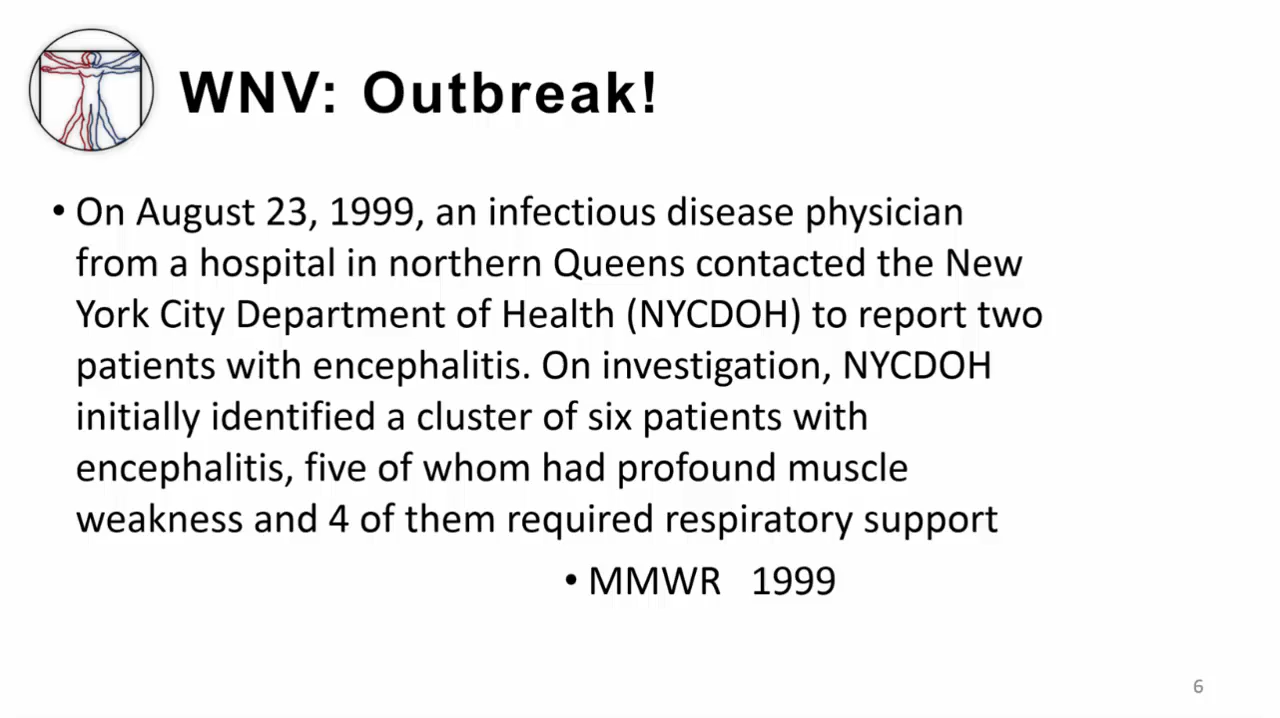 WNV: Outbreak!
• On August 23, 1999, an infectious disease physician
from a hospital in northern Queens contacted the New
York City Department of Health (NYCDOH) to report two
patients with encephalitis. On investigation, NYCDOH
initially identified a cluster of six patients with
encephalitis, five of whom had profound muscle
weakness and 4 of them required respiratory support
• MMWR 1999
6